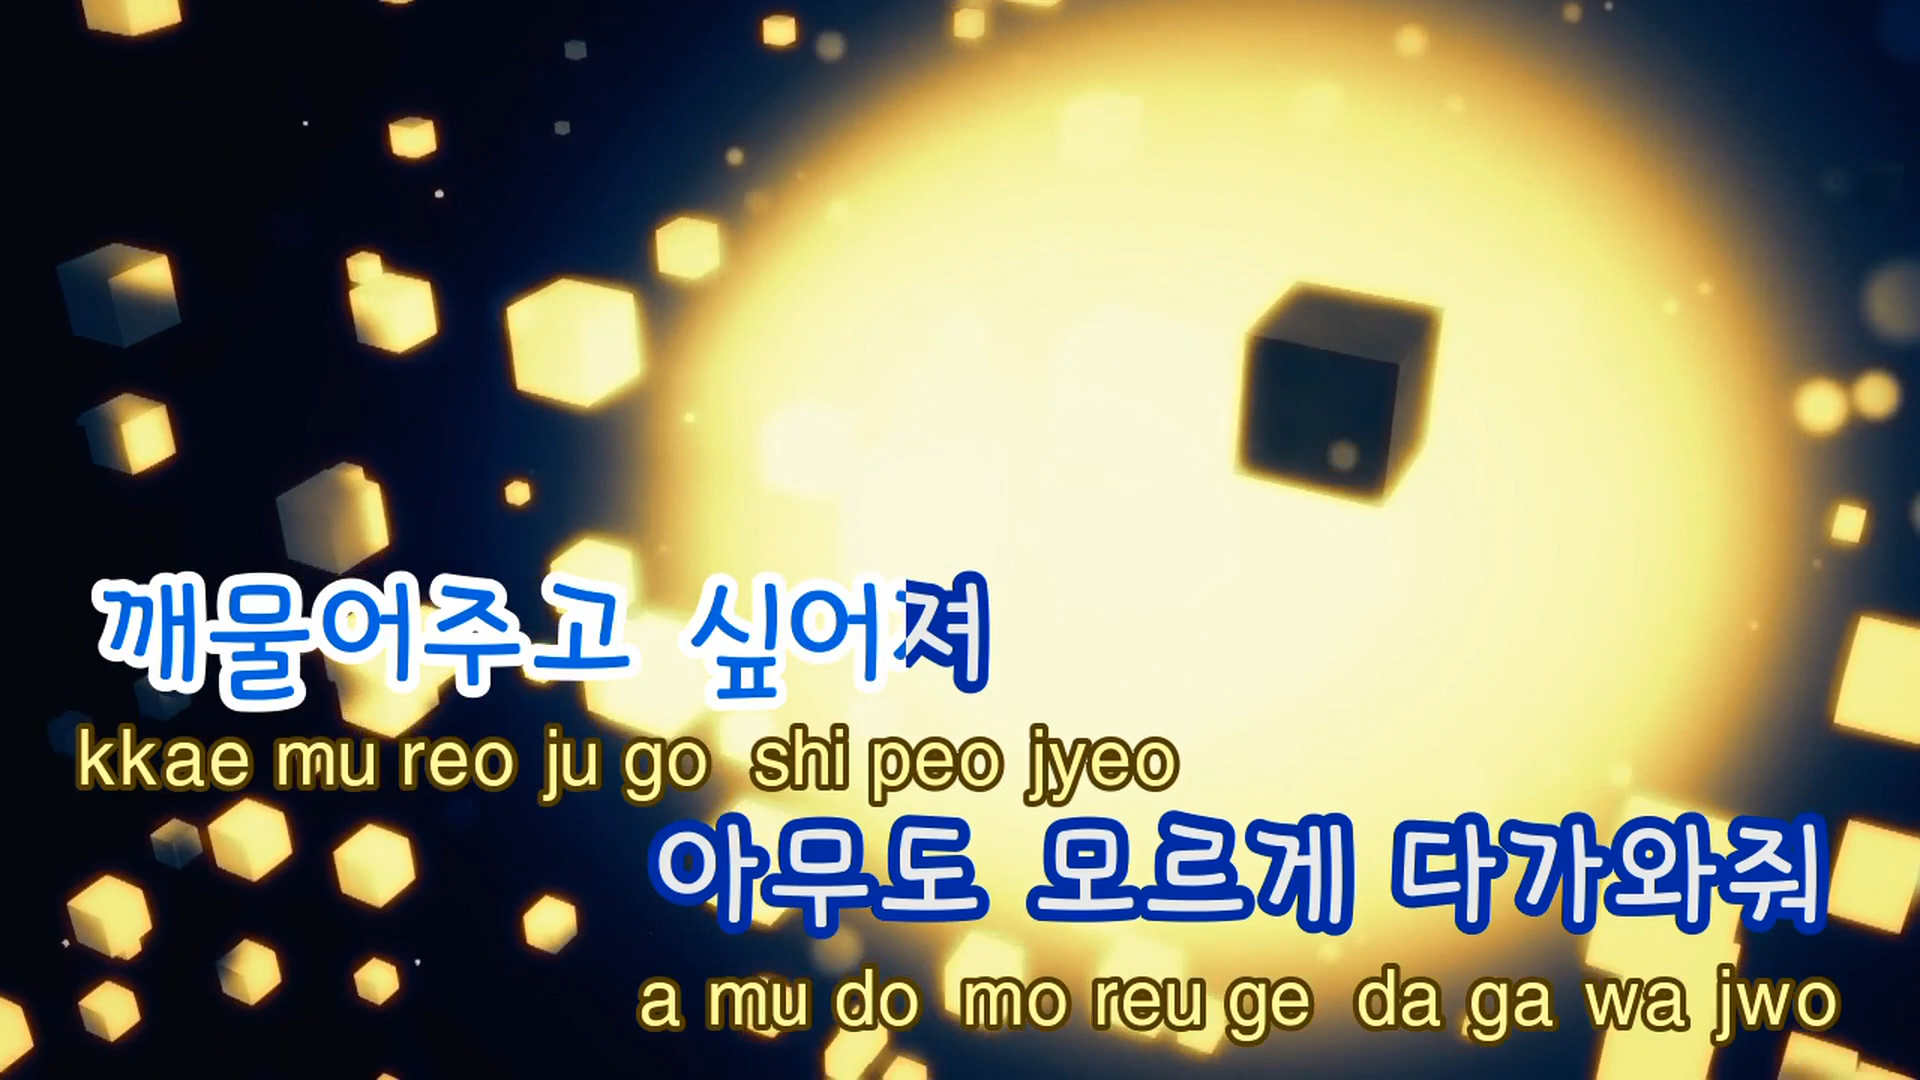 깨물어주고 싶어져
kkae mu reo ju go shi peo jyeo
아무도 모르게 다가와줘
a mu do mo reu ge da ga wa jwo